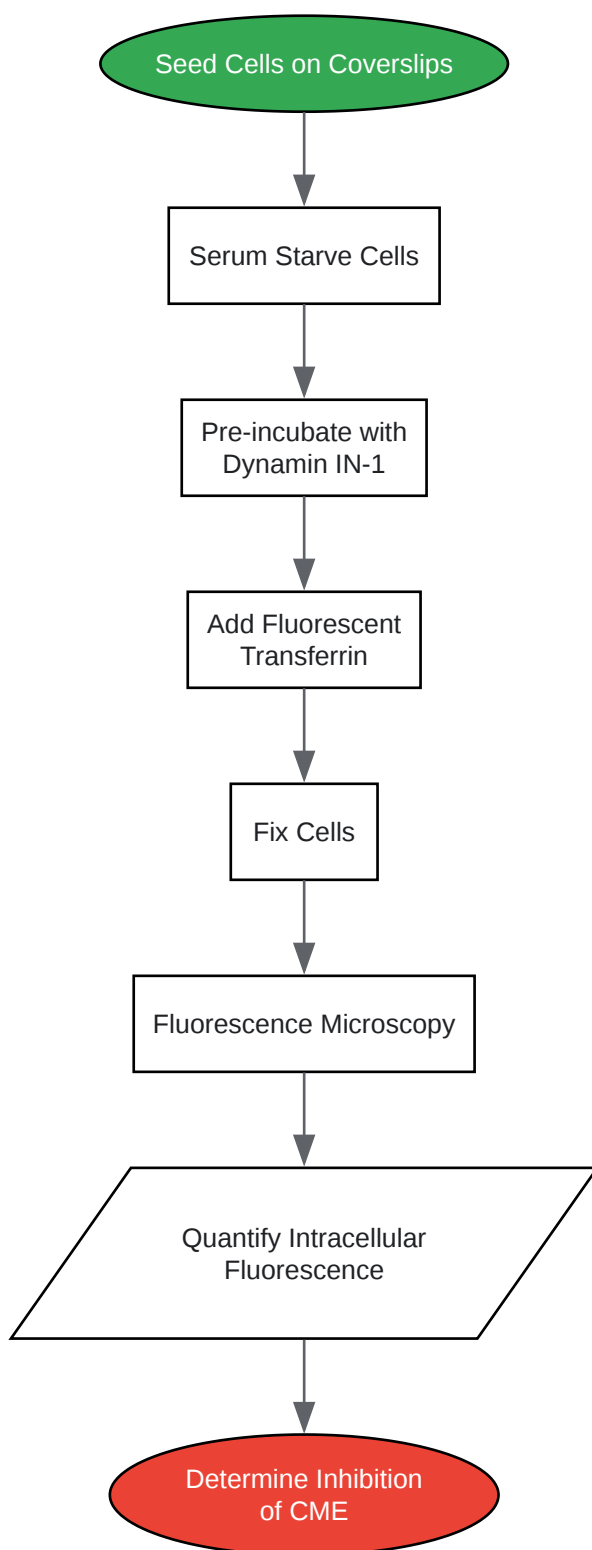 Seed Cells on Coverslips
Serum Starve Cells
Pre-incubate with
Dynamin IN-1
Add Fluorescent
Transferrin
Fix Cells
Fluorescence Microscopy
Quantify Intracellular
Fluorescence
Determine Inhibition
of CME